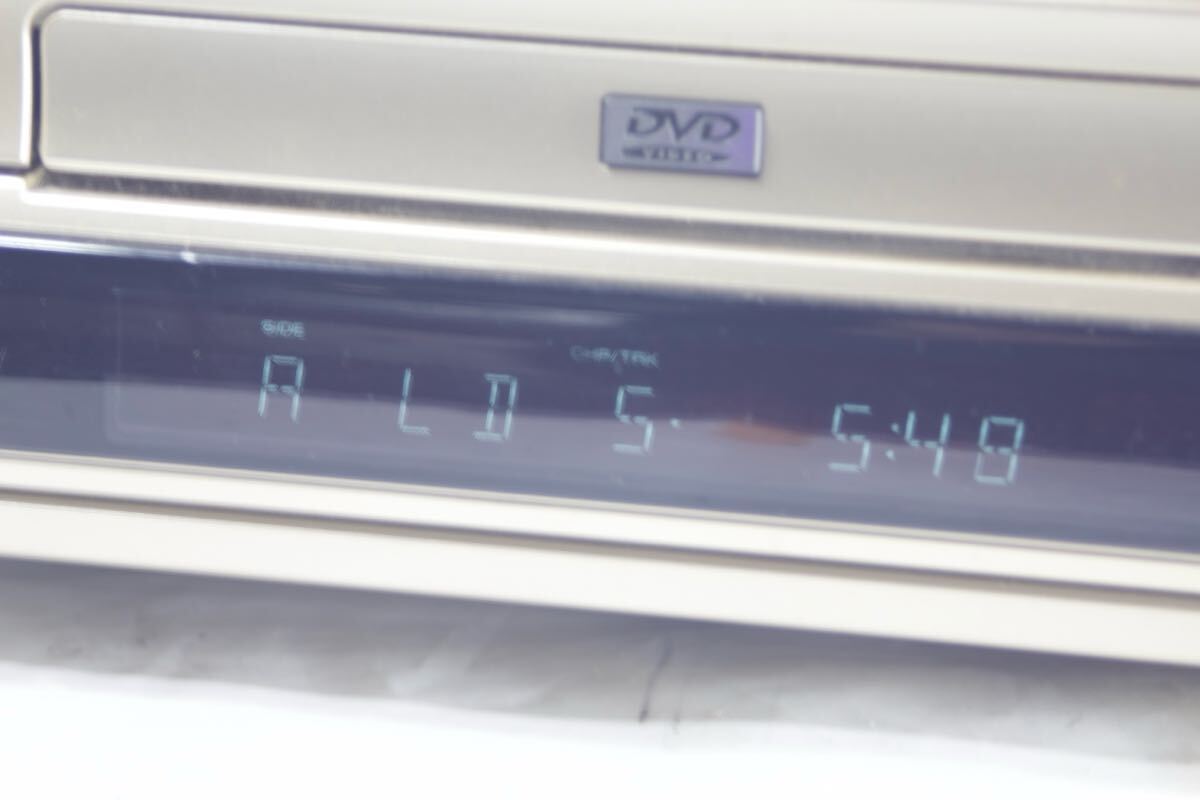 DVD
VIDEO
SIDE CHP/TRK
A LD 5. 5:48